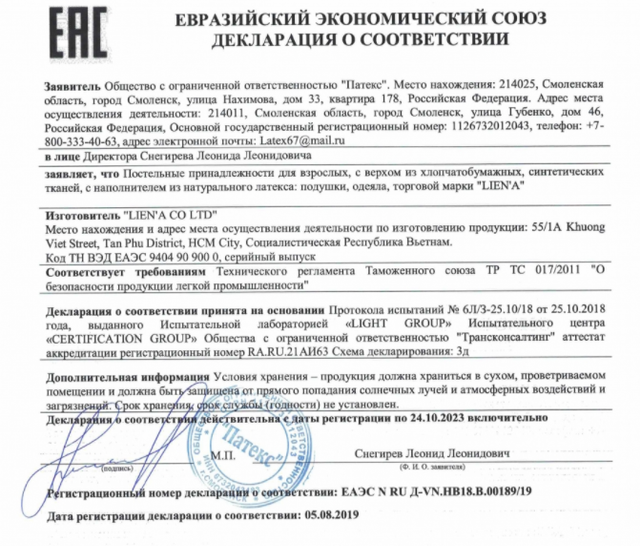 EAC
ЕВРАЗИЙСКИЙ ЭКОНОМИЧЕСКИЙ СОЮЗ
ДЕКЛАРАЦИЯ О СООТВЕТСТВИИ
Заявитель Общество с ограниченной ответственностью "Патекс". Место нахождения: 214025, Смоленская
область, город Смоленск, улица Нахимова, дом 33, квартира 178, Российская Федерация. Адрес места
осуществления деятельности: 214011, Смоленская область, город Смоленск, улица Губенко, дом 46,
Российская Федерация, Основной государственный регистрационный номер: 1126732012043, телефон: +7-
800-333-40-63, адрес электронной почты: Latex67@mail.ru
в лице Директора Снегирева Леонида Леонидовича
заявляет, что Постельные принадлежности для взрослых, с верхом из хлопчатобумажных, синтетических
тканей, с наполнителем из натурального латекса: подушки, одеяла, торговой марки "LIEN'A"
Изготовитель "LIEN'A CO LTD"
Место нахождения и адрес места осуществления деятельности по изготовлению продукции: 55/1A Khuong
Viet Street, Tan Phu District, HCM City, Социалистическая Республика Вьетнам.
Код ТН ВЭД ЕАЭС 9404 90 900 0, серийный выпуск
Соответствует требованиям Технического регламента Таможенного союза ТР ТС 017/2011 "О
безопасности продукции легкой промышленности"
Декларация о соответствии принята на основании Протокола испытаний № 6Л/З-25.10/18 от 25.10.2018
года, выданного Испытательной лабораторией «LIGHT GROUP» Испытательного центра
«CERTIFICATION GROUP» Общества с ограниченной ответственностью "Трансконсалтинг" аттестат
аккредитации регистрационный номер RA.RU.21АИ63 Схема декларирования: 3д
Дополнительная информация Условия хранения – продукция должна храниться в сухом, проветриваемом
помещении и должна быть защищена от прямого попадания солнечных лучей и атмосферных воздействий и
загрязнений. Срок хранения, срок службы (годности) не установлен.
Декларация о соответствии действительна с даты регистрации по 24.10.2023 включительно
М.П.
Снегирев Леонид Леонидович
(подпись)
(Ф. И. О. заявителя)
"Патекс"
Регистрационный номер декларации о соответствии: ЕАЭС N RU Д-VN.НВ18.В.00189/19
Дата регистрации декларации о соответствии: 05.08.2019